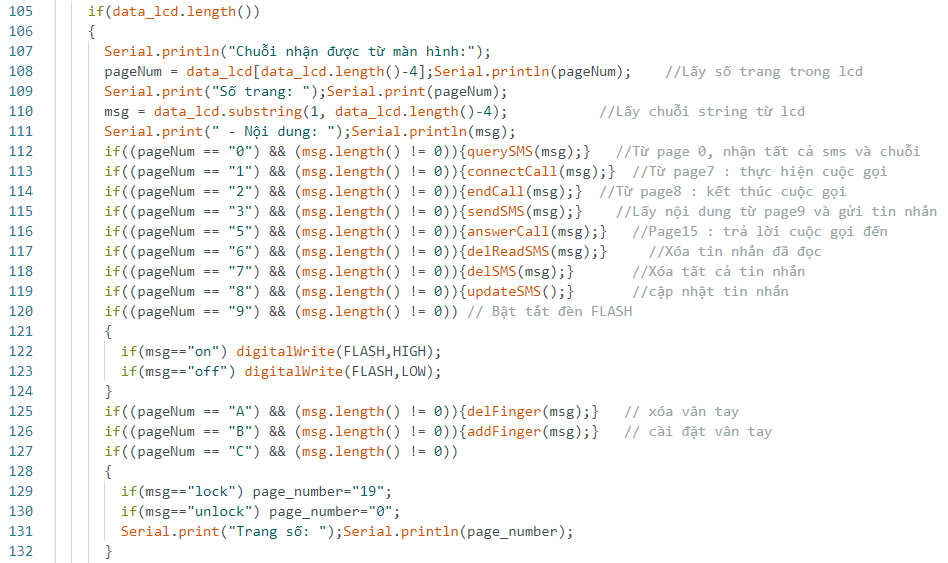 105 if(data_lcd.length())
106 {
107 Serial.println("Chuỗi nhận được từ màn hình:");
108 pageNum = data_lcd[data_lcd.length()-4];Serial.println(pageNum); //Lấy số trang trong lcd
109 Serial.print("Số trang: ");Serial.print(pageNum);
110 msg = data_lcd.substring(1, data_lcd.length()-4); //Lấy chuỗi string từ lcd
111 Serial.print(" - Nội dung: ");Serial.println(msg);
112 if((pageNum == "0") && (msg.length() != 0)){querySMS(msg);} //Từ page 0, nhận tất cả sms và chuỗi
113 if((pageNum == "1") && (msg.length() != 0)){connectCall(msg);} //Từ page7 : thực hiện cuộc gọi
114 if((pageNum == "2") && (msg.length() != 0)){endCall(msg);} //Từ page8 : kết thúc cuộc gọi
115 if((pageNum == "3") && (msg.length() != 0)){sendSMS(msg);} //Lấy nội dung từ page9 và gửi tin nhắn
116 if((pageNum == "5") && (msg.length() != 0)){answerCall(msg);} //Page15 : trả lời cuộc gọi đến
117 if((pageNum == "6") && (msg.length() != 0)){delReadSMS(msg);} //Xóa tin nhắn đã đọc
118 if((pageNum == "7") && (msg.length() != 0)){delSMS(msg);} //Xóa tất cả tin nhắn
119 if((pageNum == "8") && (msg.length() != 0)){updateSMS();} //cập nhật tin nhắn
120 if((pageNum == "9") && (msg.length() != 0)) // Bật tắt đèn FLASH
121 {
122 if(msg=="on") digitalWrite(FLASH,HIGH);
123 if(msg=="off") digitalWrite(FLASH,LOW);
124 }
125 if((pageNum == "A") && (msg.length() != 0)){delFinger(msg);} // xóa vân tay
126 if((pageNum == "B") && (msg.length() != 0)){addFinger(msg);} // cài đặt vân tay
127 if((pageNum == "C") && (msg.length() != 0))
128 {
129 if(msg=="lock") page_number="19";
130 if(msg=="unlock") page_number="0";
131 Serial.print("Trang số: ");Serial.println(page_number);
132 }